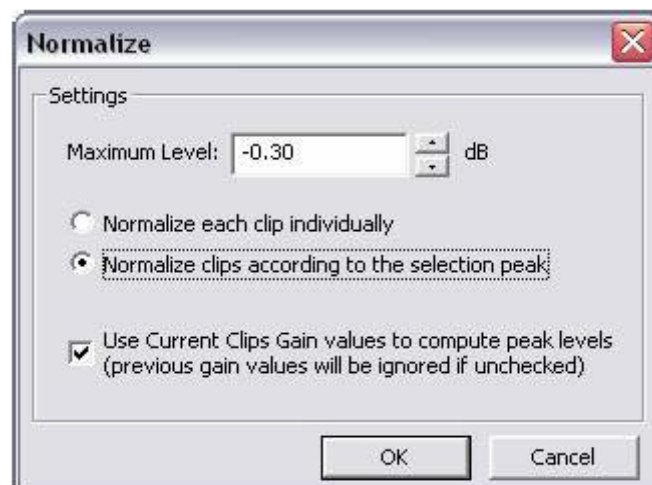 Normalize
Settings
Maximum Level: -0.30 dB
Normalize each clip individually
Normalize clips according to the selection peak
Use Current Clips Gain values to compute peak levels
(previous gain values will be ignored if unchecked)
OK Cancel